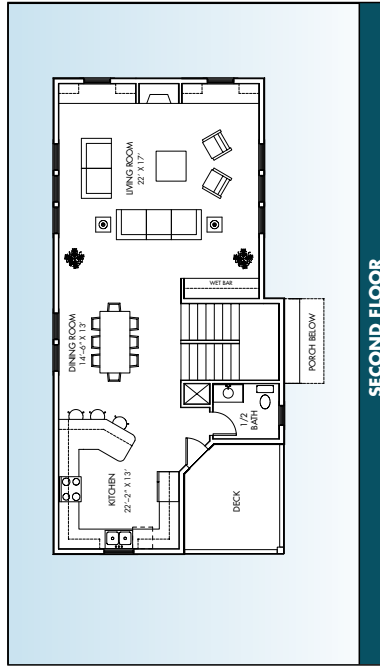 LIVING ROOM
22' X 17'
WET BAR
DINING ROOM
14'-6" X 13'
PORCH BELOW
1/2
BATH
KITCHEN
22'-2" X 13'
DECK
SECOND FLOOR